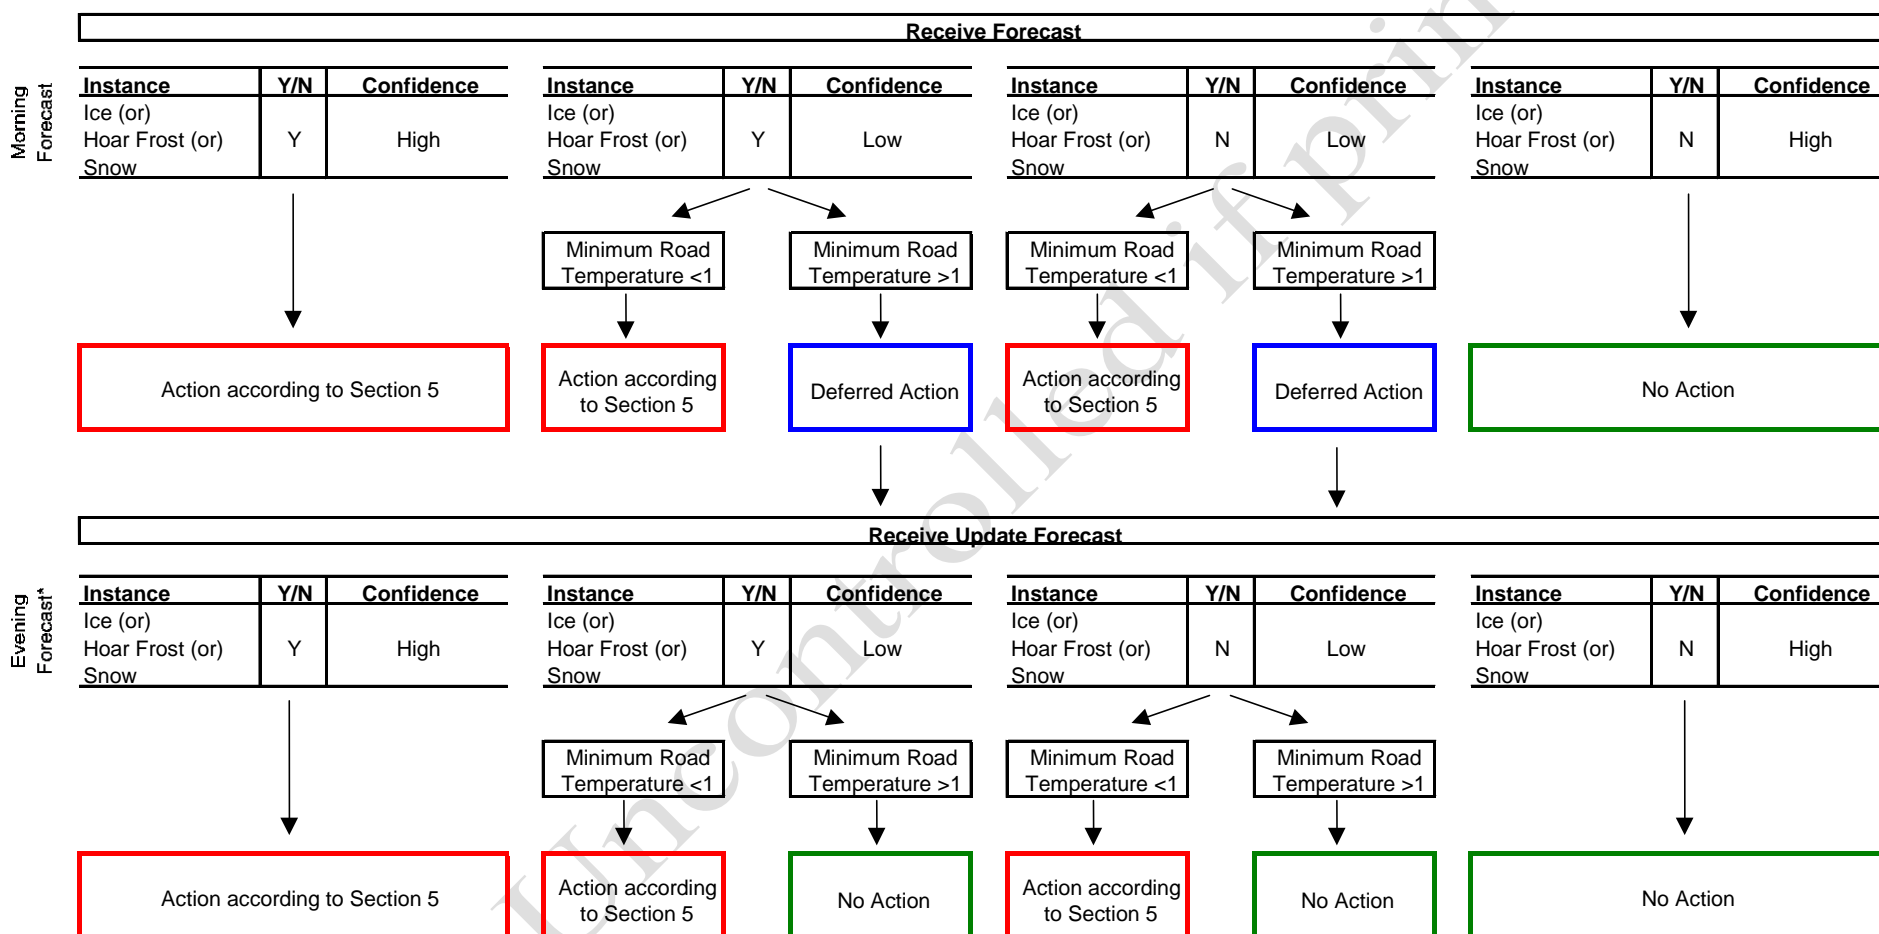 Receive Forecast
Morning
Forecast
Instance Y/N Confidence
Ice (or)
Hoar Frost (or) Y High
Snow
Instance Y/N Confidence
Ice (or)
Hoar Frost (or) Y Low
Snow
Instance Y/N Confidence
Ice (or)
Hoar Frost (or) N Low
Snow
Instance Y/N Confidence
Ice (or)
Hoar Frost (or) N High
Snow
Minimum Road
Temperature <1
Minimum Road
Temperature >1
Minimum Road
Temperature <1
Minimum Road
Temperature >1
Action according to Section 5
Action according
to Section 5
Deferred Action
Action according
to Section 5
Deferred Action
No Action
Receive Update Forecast
Evening
Forecast*
Instance Y/N Confidence
Ice (or)
Hoar Frost (or) Y High
Snow
Instance Y/N Confidence
Ice (or)
Hoar Frost (or) Y Low
Snow
Instance Y/N Confidence
Ice (or)
Hoar Frost (or) N Low
Snow
Instance Y/N Confidence
Ice (or)
Hoar Frost (or) N High
Snow
Minimum Road
Temperature <1
Minimum Road
Temperature >1
Minimum Road
Temperature <1
Minimum Road
Temperature >1
Action according to Section 5
Action according
to Section 5
No Action
Action according
to Section 5
No Action
No Action
Uncontrolled if prin